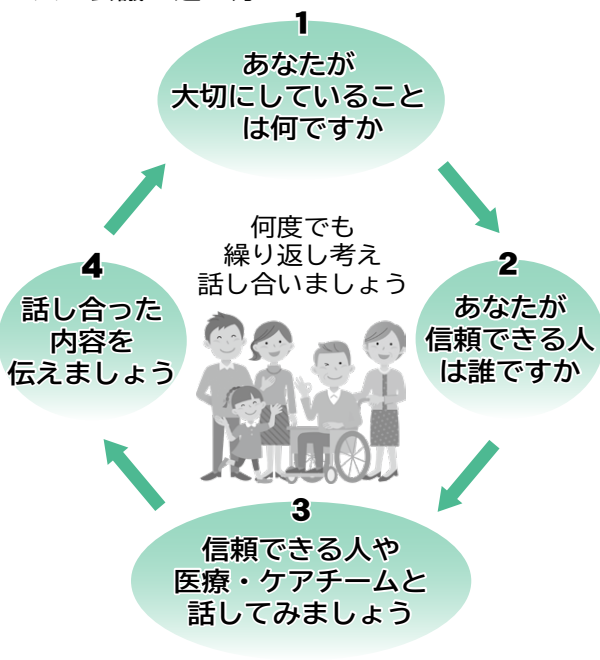 1
あなたが
大切にしていること
は何ですか
何度でも
繰り返し考え
話し合いましょう
2
あなたが
信頼できる人
は誰ですか
3
信頼できる人や
医療・ケアチームと
話してみましょう
4
話し合った
内容を
伝えましょう